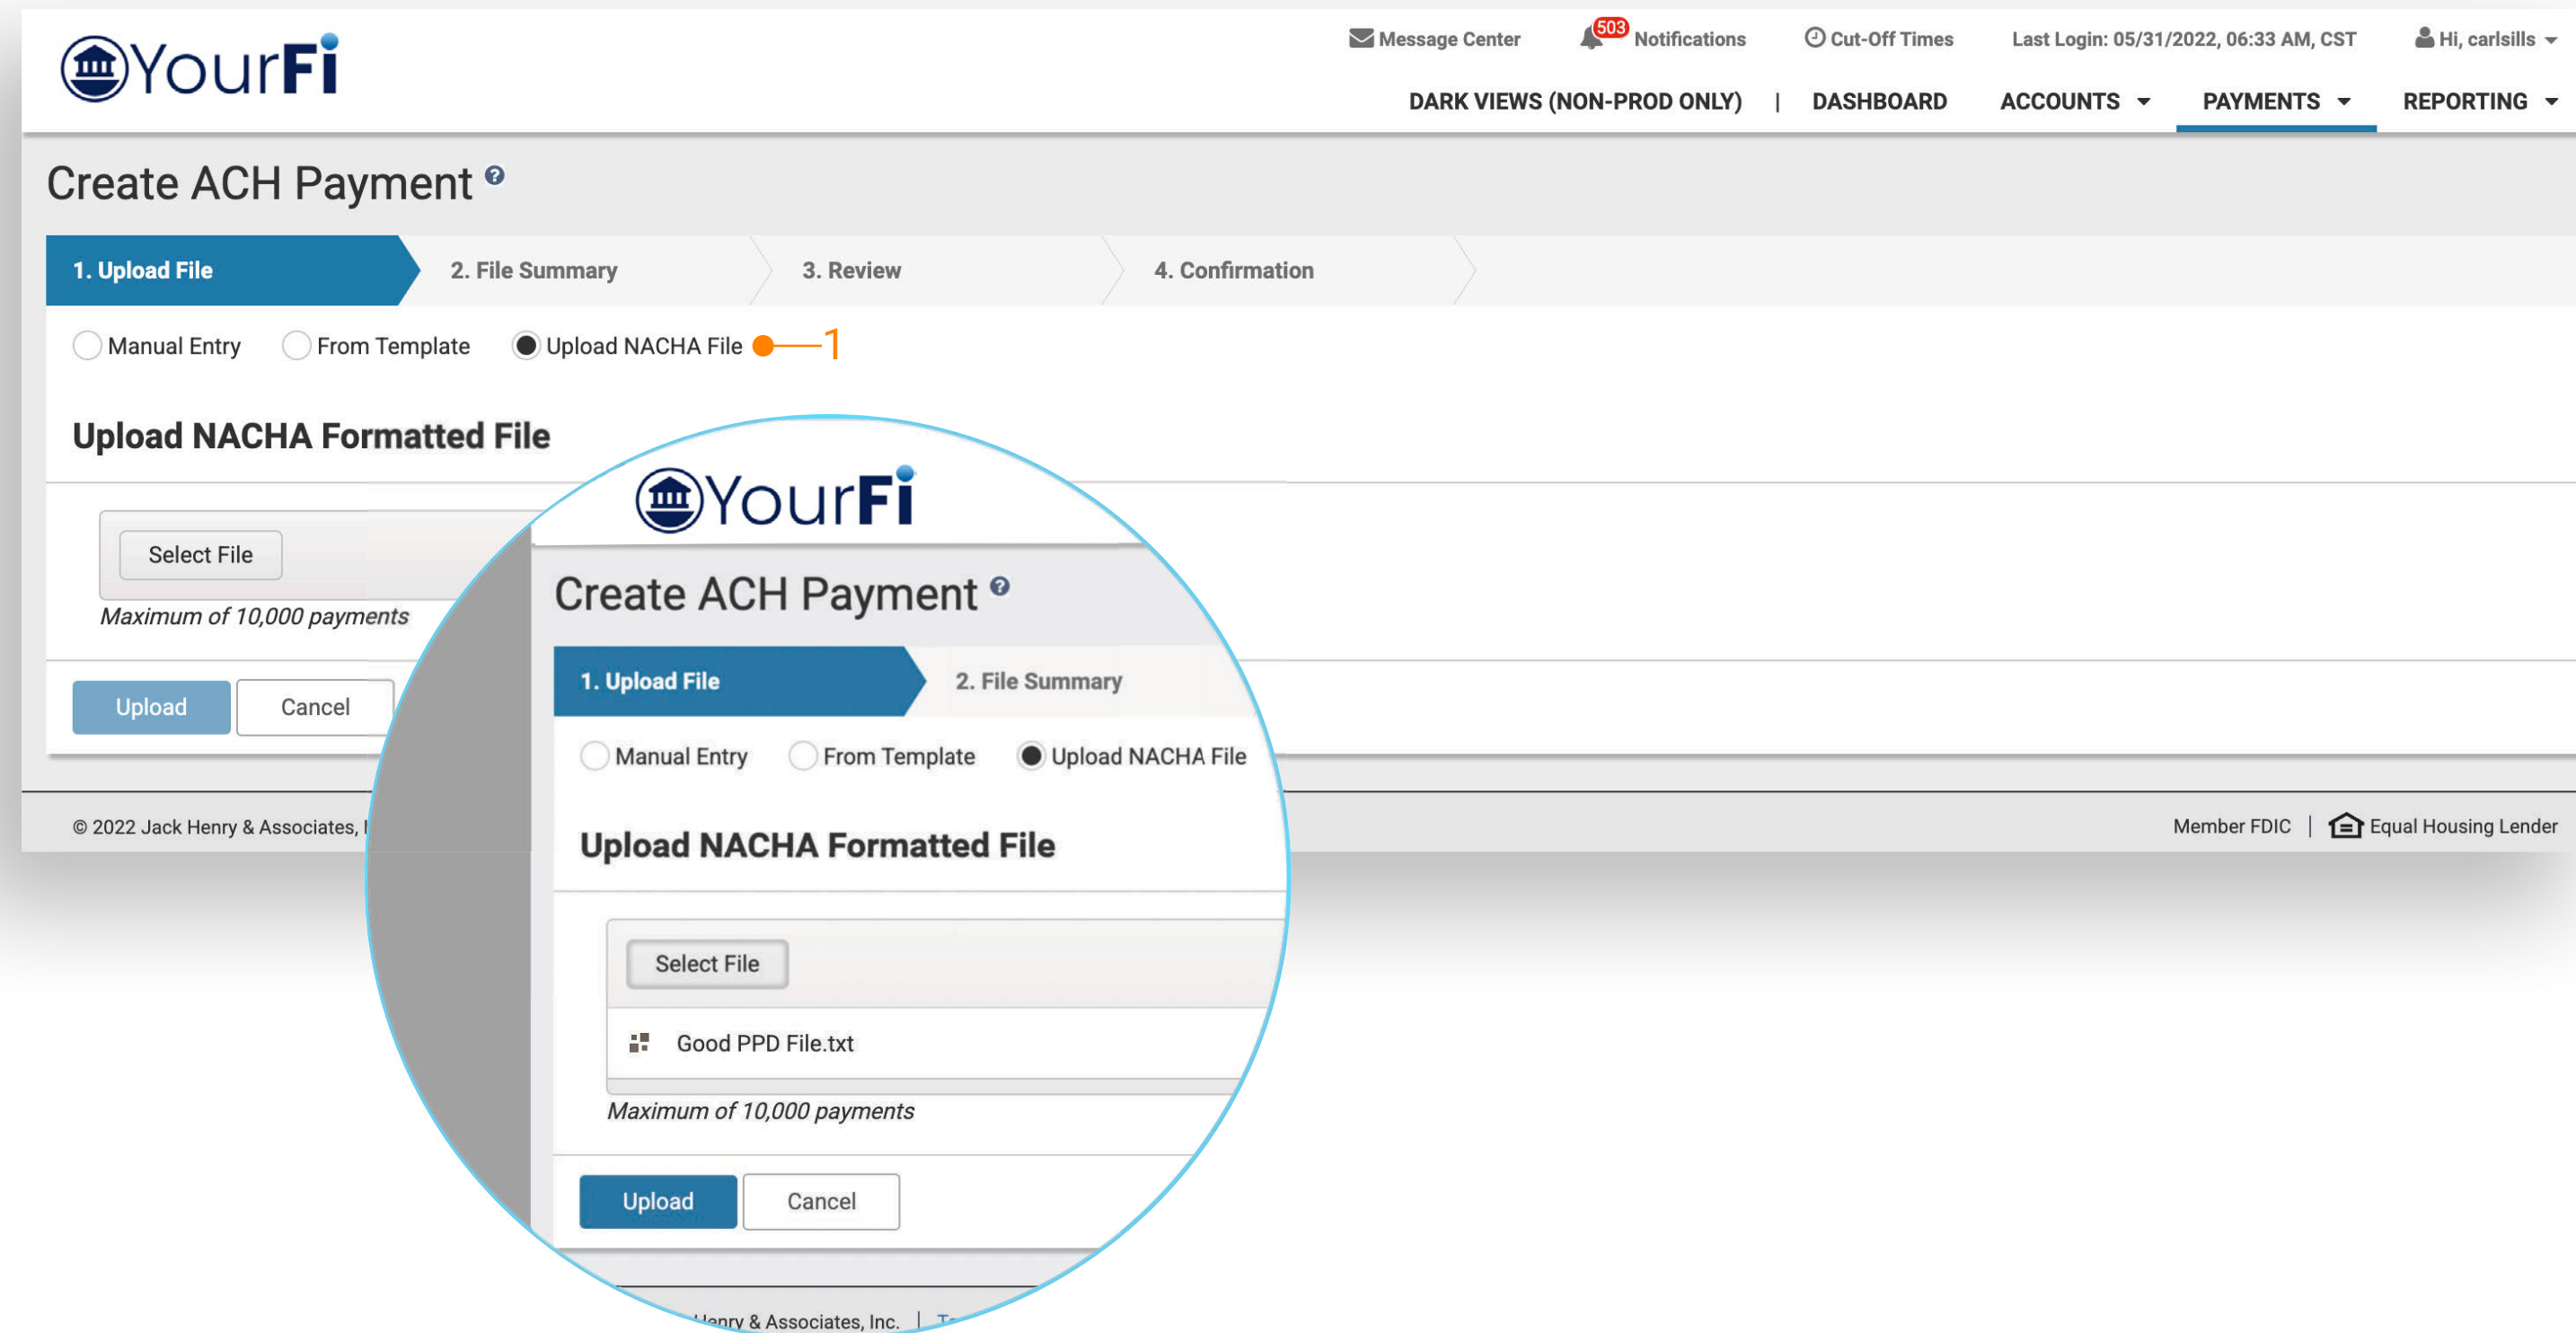 YourFi
Message Center 503 Notifications Cut-Off Times Last Login: 05/31/2022, 06:33 AM, CST Hi, carlsills
DARK VIEWS (NON-PROD ONLY) | DASHBOARD ACCOUNTS PAYMENTS REPORTING
Create ACH Payment ?
1. Upload File 2. File Summary 3. Review 4. Confirmation
Manual Entry From Template Upload NACHA File 1
Upload NACHA Formatted File
Select File
Maximum of 10,000 payments
Upload Cancel
© 2022 Jack Henry & Associates,
Member FDIC | Equal Housing Lender
YourFi
Create ACH Payment ?
1. Upload File 2. File Summary
Manual Entry From Template Upload NACHA File
Upload NACHA Formatted File
Select File
Good PPD File.txt
Maximum of 10,000 payments
Upload Cancel
Henry & Associates, Inc. |